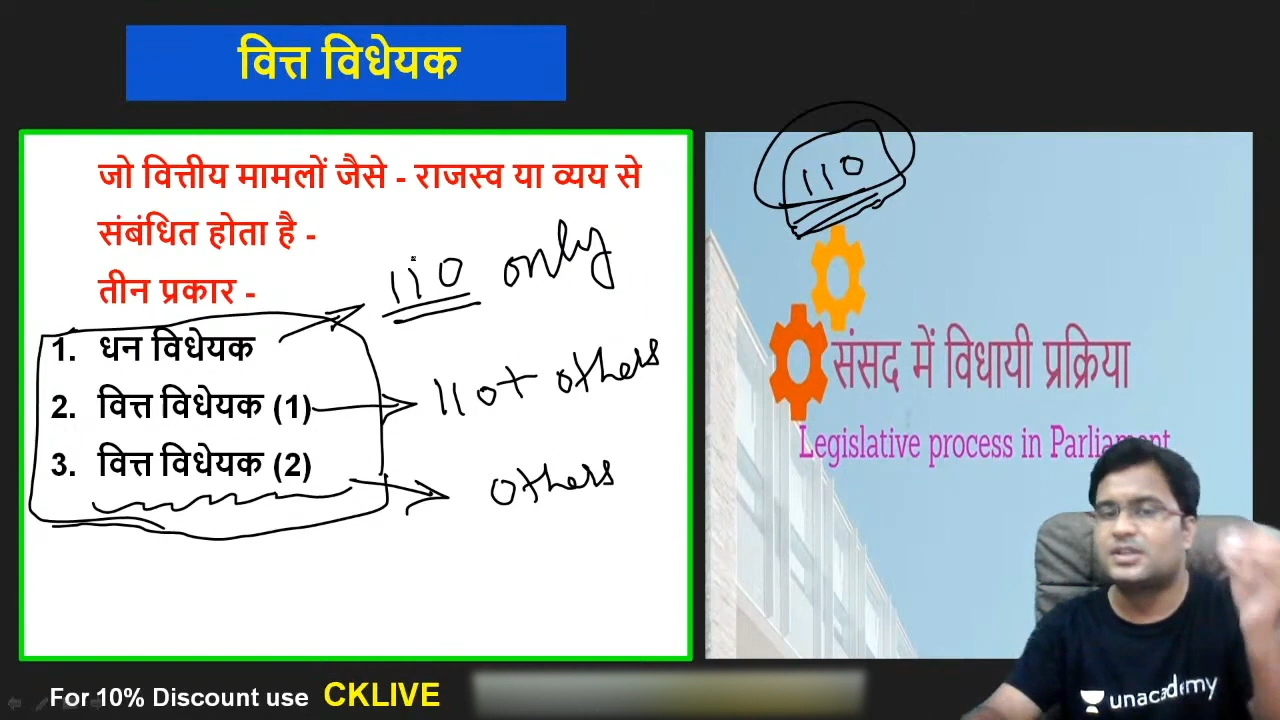 वित्त विधेयक
जो वित्तीय मामलों जैसे - राजस्व या व्यय से
संबंधित होता है -
तीन प्रकार -
1. धन विधेयक
2. वित्त विधेयक (1)
3. वित्त विधेयक (2)
110 only
110+ others
others
110
संसद में विधायी प्रक्रिया
Legislative process in Parliament
unacademy
For 10% Discount use CKLIVE